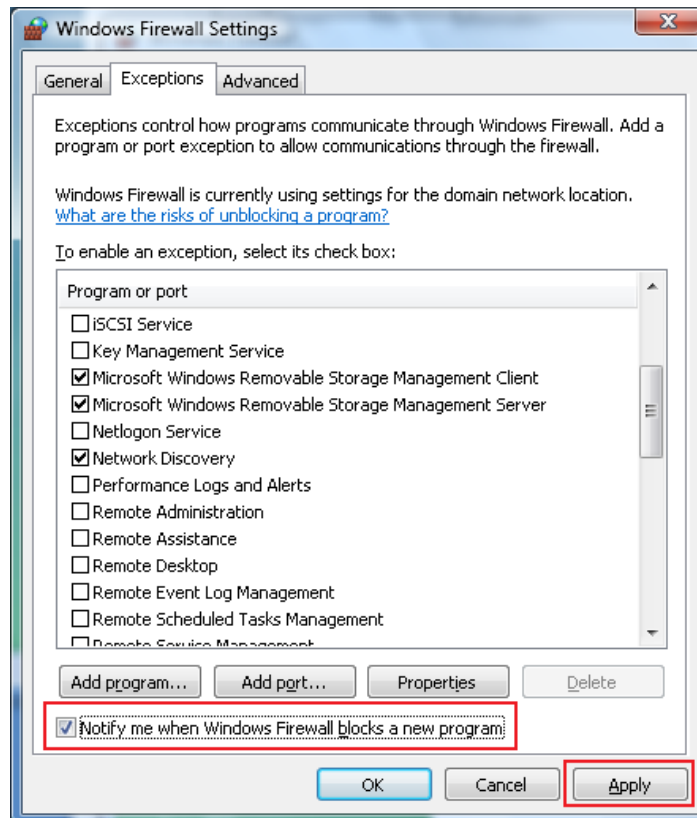 Windows Firewall Settings
General Exceptions Advanced
Exceptions control how programs communicate through Windows Firewall. Add a
program or port exception to allow communications through the firewall.
Windows Firewall is currently using settings for the domain network location.
What are the risks of unblocking a program?
To enable an exception, select its check box:
Program or port
iSCSI Service
Key Management Service
Microsoft Windows Removable Storage Management Client
Microsoft Windows Removable Storage Management Server
Netlogon Service
Network Discovery
Performance Logs and Alerts
Remote Administration
Remote Assistance
Remote Desktop
Remote Event Log Management
Remote Scheduled Tasks Management
Remote Service Management
Add program... Add port... Properties Delete
Notify me when Windows Firewall blocks a new program
OK Cancel Apply